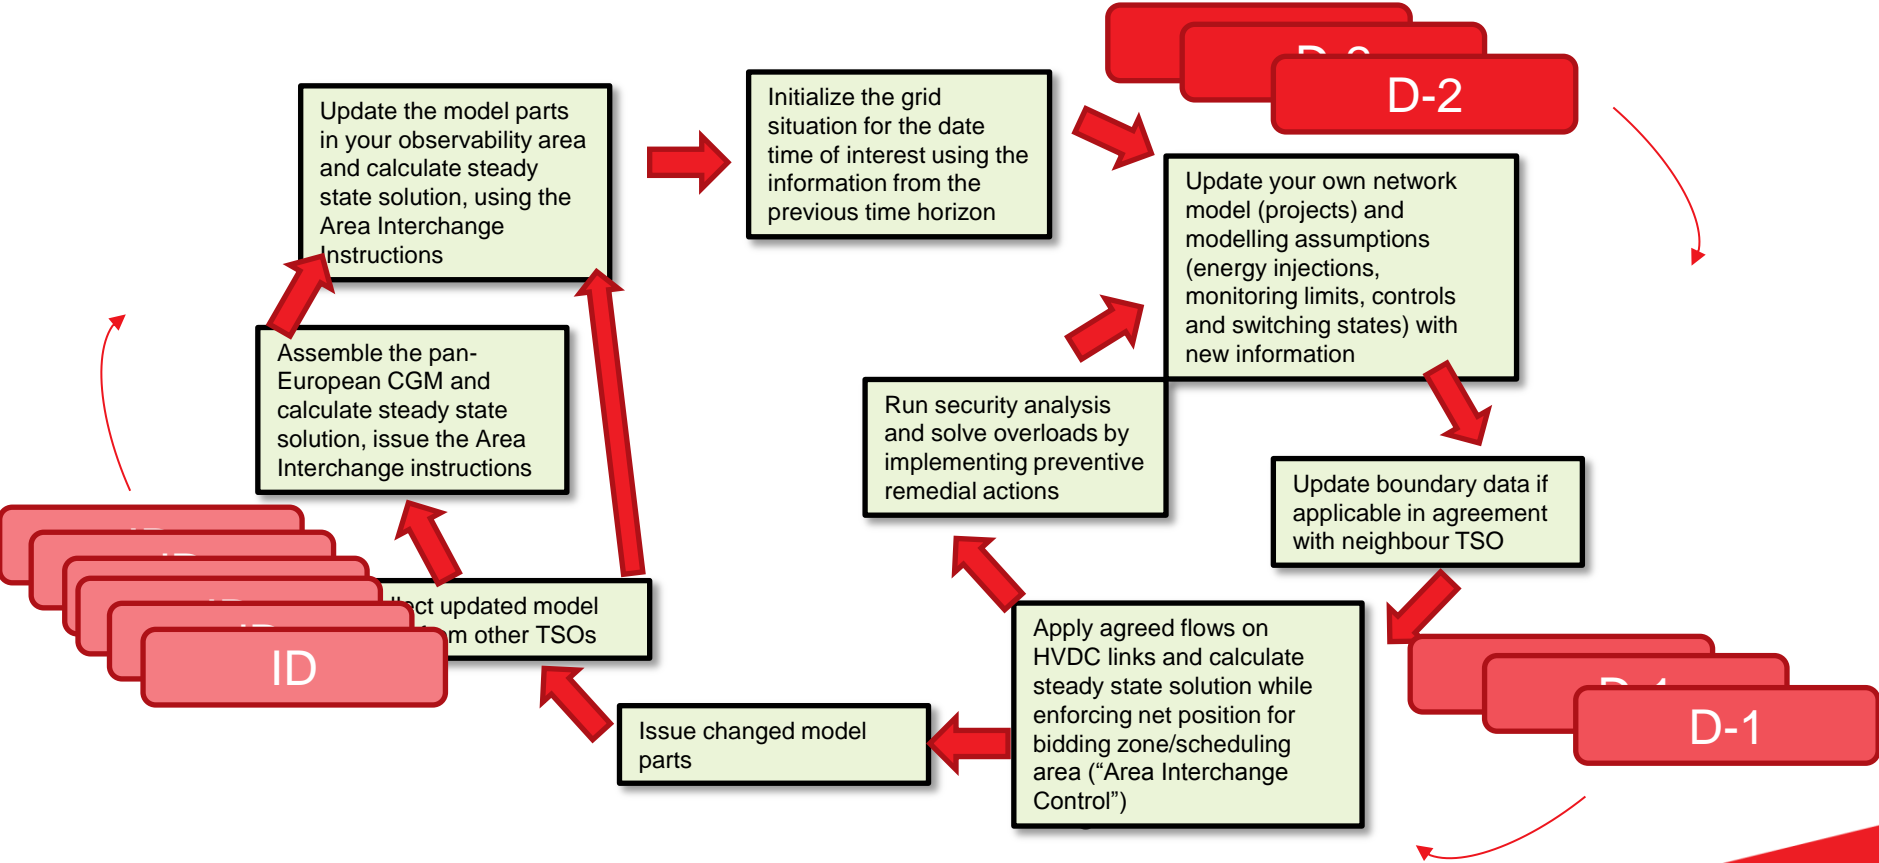 Update the model parts
in your observability area
and calculate steady
state solution, using the
Area Interchange
Instructions
Initialize the grid
situation for the date
time of interest using the
information from the
previous time horizon
D-2
Update your own network
model (projects) and
modelling assumptions
(energy injections,
monitoring limits, controls
and switching states) with
new information
Assemble the pan-
European CGM and
calculate steady state
solution, issue the Area
Interchange instructions
Run security analysis
and solve overloads by
implementing preventive
remedial actions
Update boundary data if
applicable in agreement
with neighbour TSO
updated model
other TSOs
ID
Apply agreed flows on
HVDC links and calculate
steady state solution while
enforcing net position for
bidding zone/scheduling
area (“Area Interchange
Control”)
D-1
Issue changed model
parts